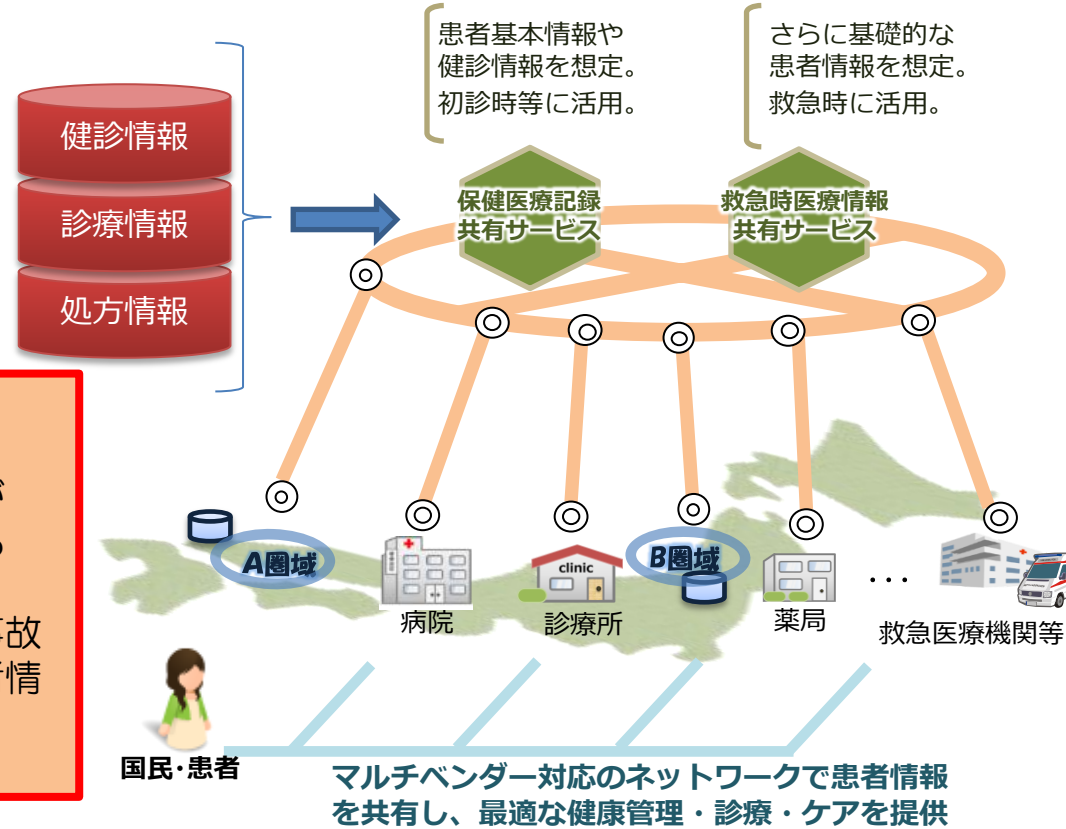 患者基本情報や
健診情報を想定。
初診時等に活用。
さらに基礎的な
患者情報を想定。
救急時に活用。
健診情報
診療情報
処方情報
保健医療記録
共有サービス
救急時医療情報
共有サービス
事故
情
A圏域
病院
clinic
診療所
B圏域
薬局
・・・
救急医療機関等
国民・患者
マルチベンダー対応のネットワークで患者情報
を共有し、最適な健康管理・診療・ケアを提供